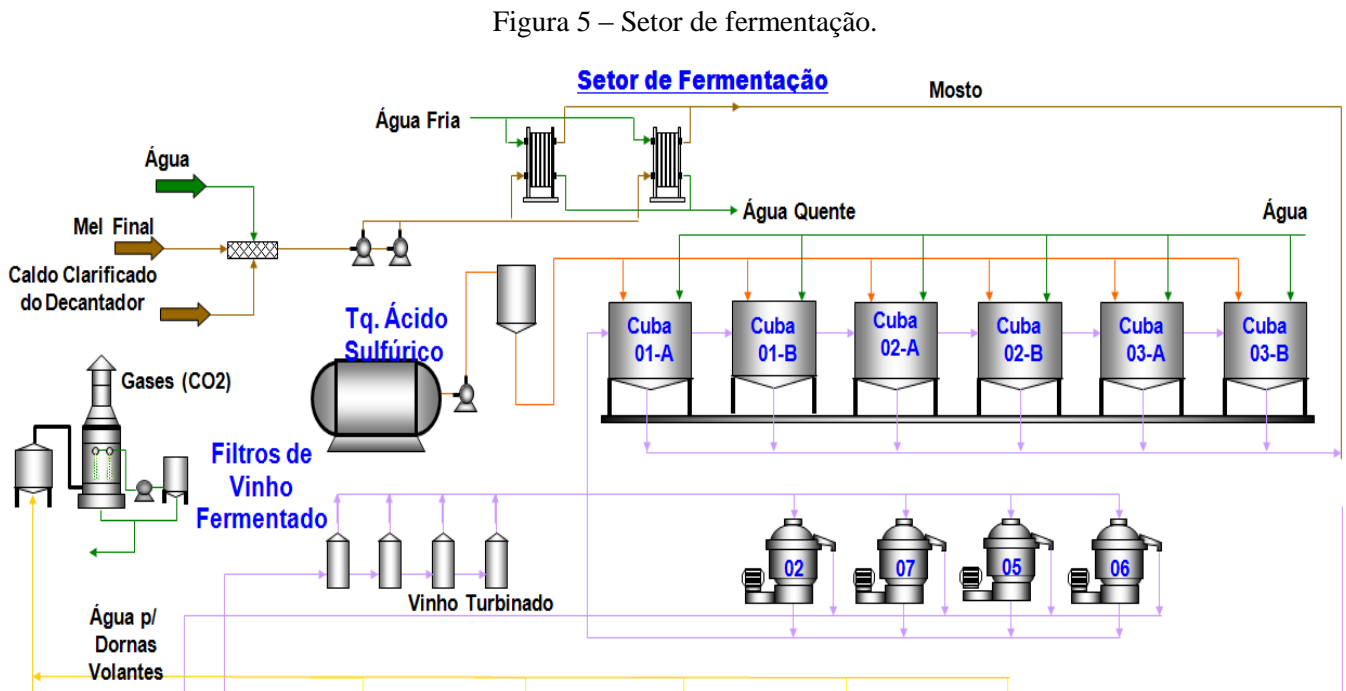 Figura 5 – Setor de fermentação.
Setor de Fermentação
Mosto
Água Fria
Água
Água Quente
Água
Mel Final
Caldo Clarificado
do Decantador
Tq. Ácido
Sulfúrico
Cuba
01-A
Cuba
01-B
Cuba
02-A
Cuba
02-B
Cuba
03-A
Cuba
03-B
Gases (CO2)
Filtros de
Vinho
Fermentado
02
07
05
06
Vinho Turbinado
Água p/
Dornas
Volantes